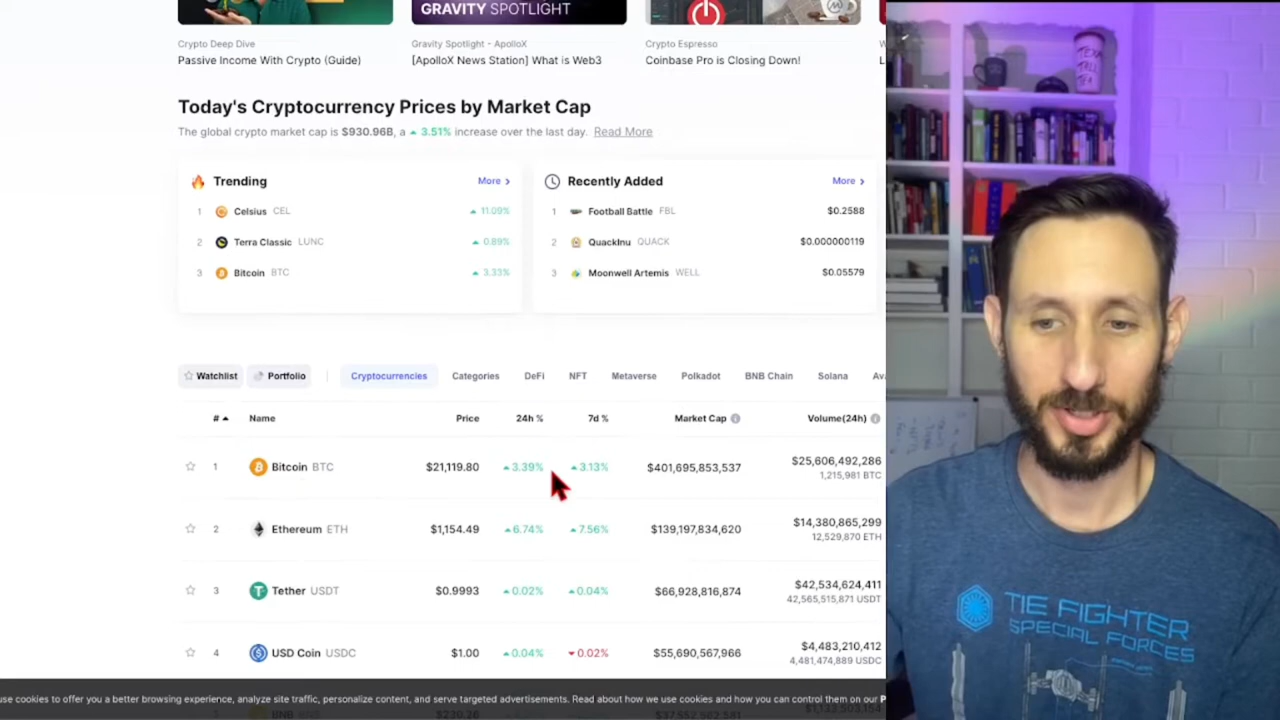 GRAVITY SPOTLIGHT
Crypto Deep Dive
Passive Income With Crypto (Guide)
Gravity Spotlight - ApolloX
[ApolloX News Station] What is Web3
Crypto Espresso
Coinbase Pro is Closing Down!
Today's Cryptocurrency Prices by Market Cap
The global crypto market cap is $930.96B, a 3.51% increase over the last day. Read More
Trending More
1 Celsius CEL 11.09%
2 Terra Classic LUNC 0.89%
3 Bitcoin BTC 3.33%
Recently Added More
1 Football Battle FBL $0.2588
2 QuackInu QUACK $0.000000119
3 Moonwell Artemis WELL $0.05579
Watchlist Portfolio Cryptocurrencies Categories DeFi NFT Metaverse Polkadot BNB Chain Solana
# Name Price 24h % 7d % Market Cap Volume(24h)
1 Bitcoin BTC $21,119.80 3.39% 3.13% $401,695,853,537 $25,606,492,286
1,215,981 BTC
2 Ethereum ETH $1,154.49 6.74% 7.56% $139,197,834,620 $14,380,865,299
12,529,870 ETH
3 Tether USDT $0.9993 0.02% 0.04% $66,928,816,874 $42,534,624,411
42,565,515,871 USDT
4 USD Coin USDC $1.00 0.04% 0.02% $55,690,567,966 $4,483,210,412
4,481,474,889 USDC
use cookies to offer you a better browsing experience, analyze site traffic, personalize content, and serve targeted advertisements. Read about how we use cookies and how you can control them on our
TEXAS
TALL
TEA
TIE FIGHTER
SPECIAL FORCES